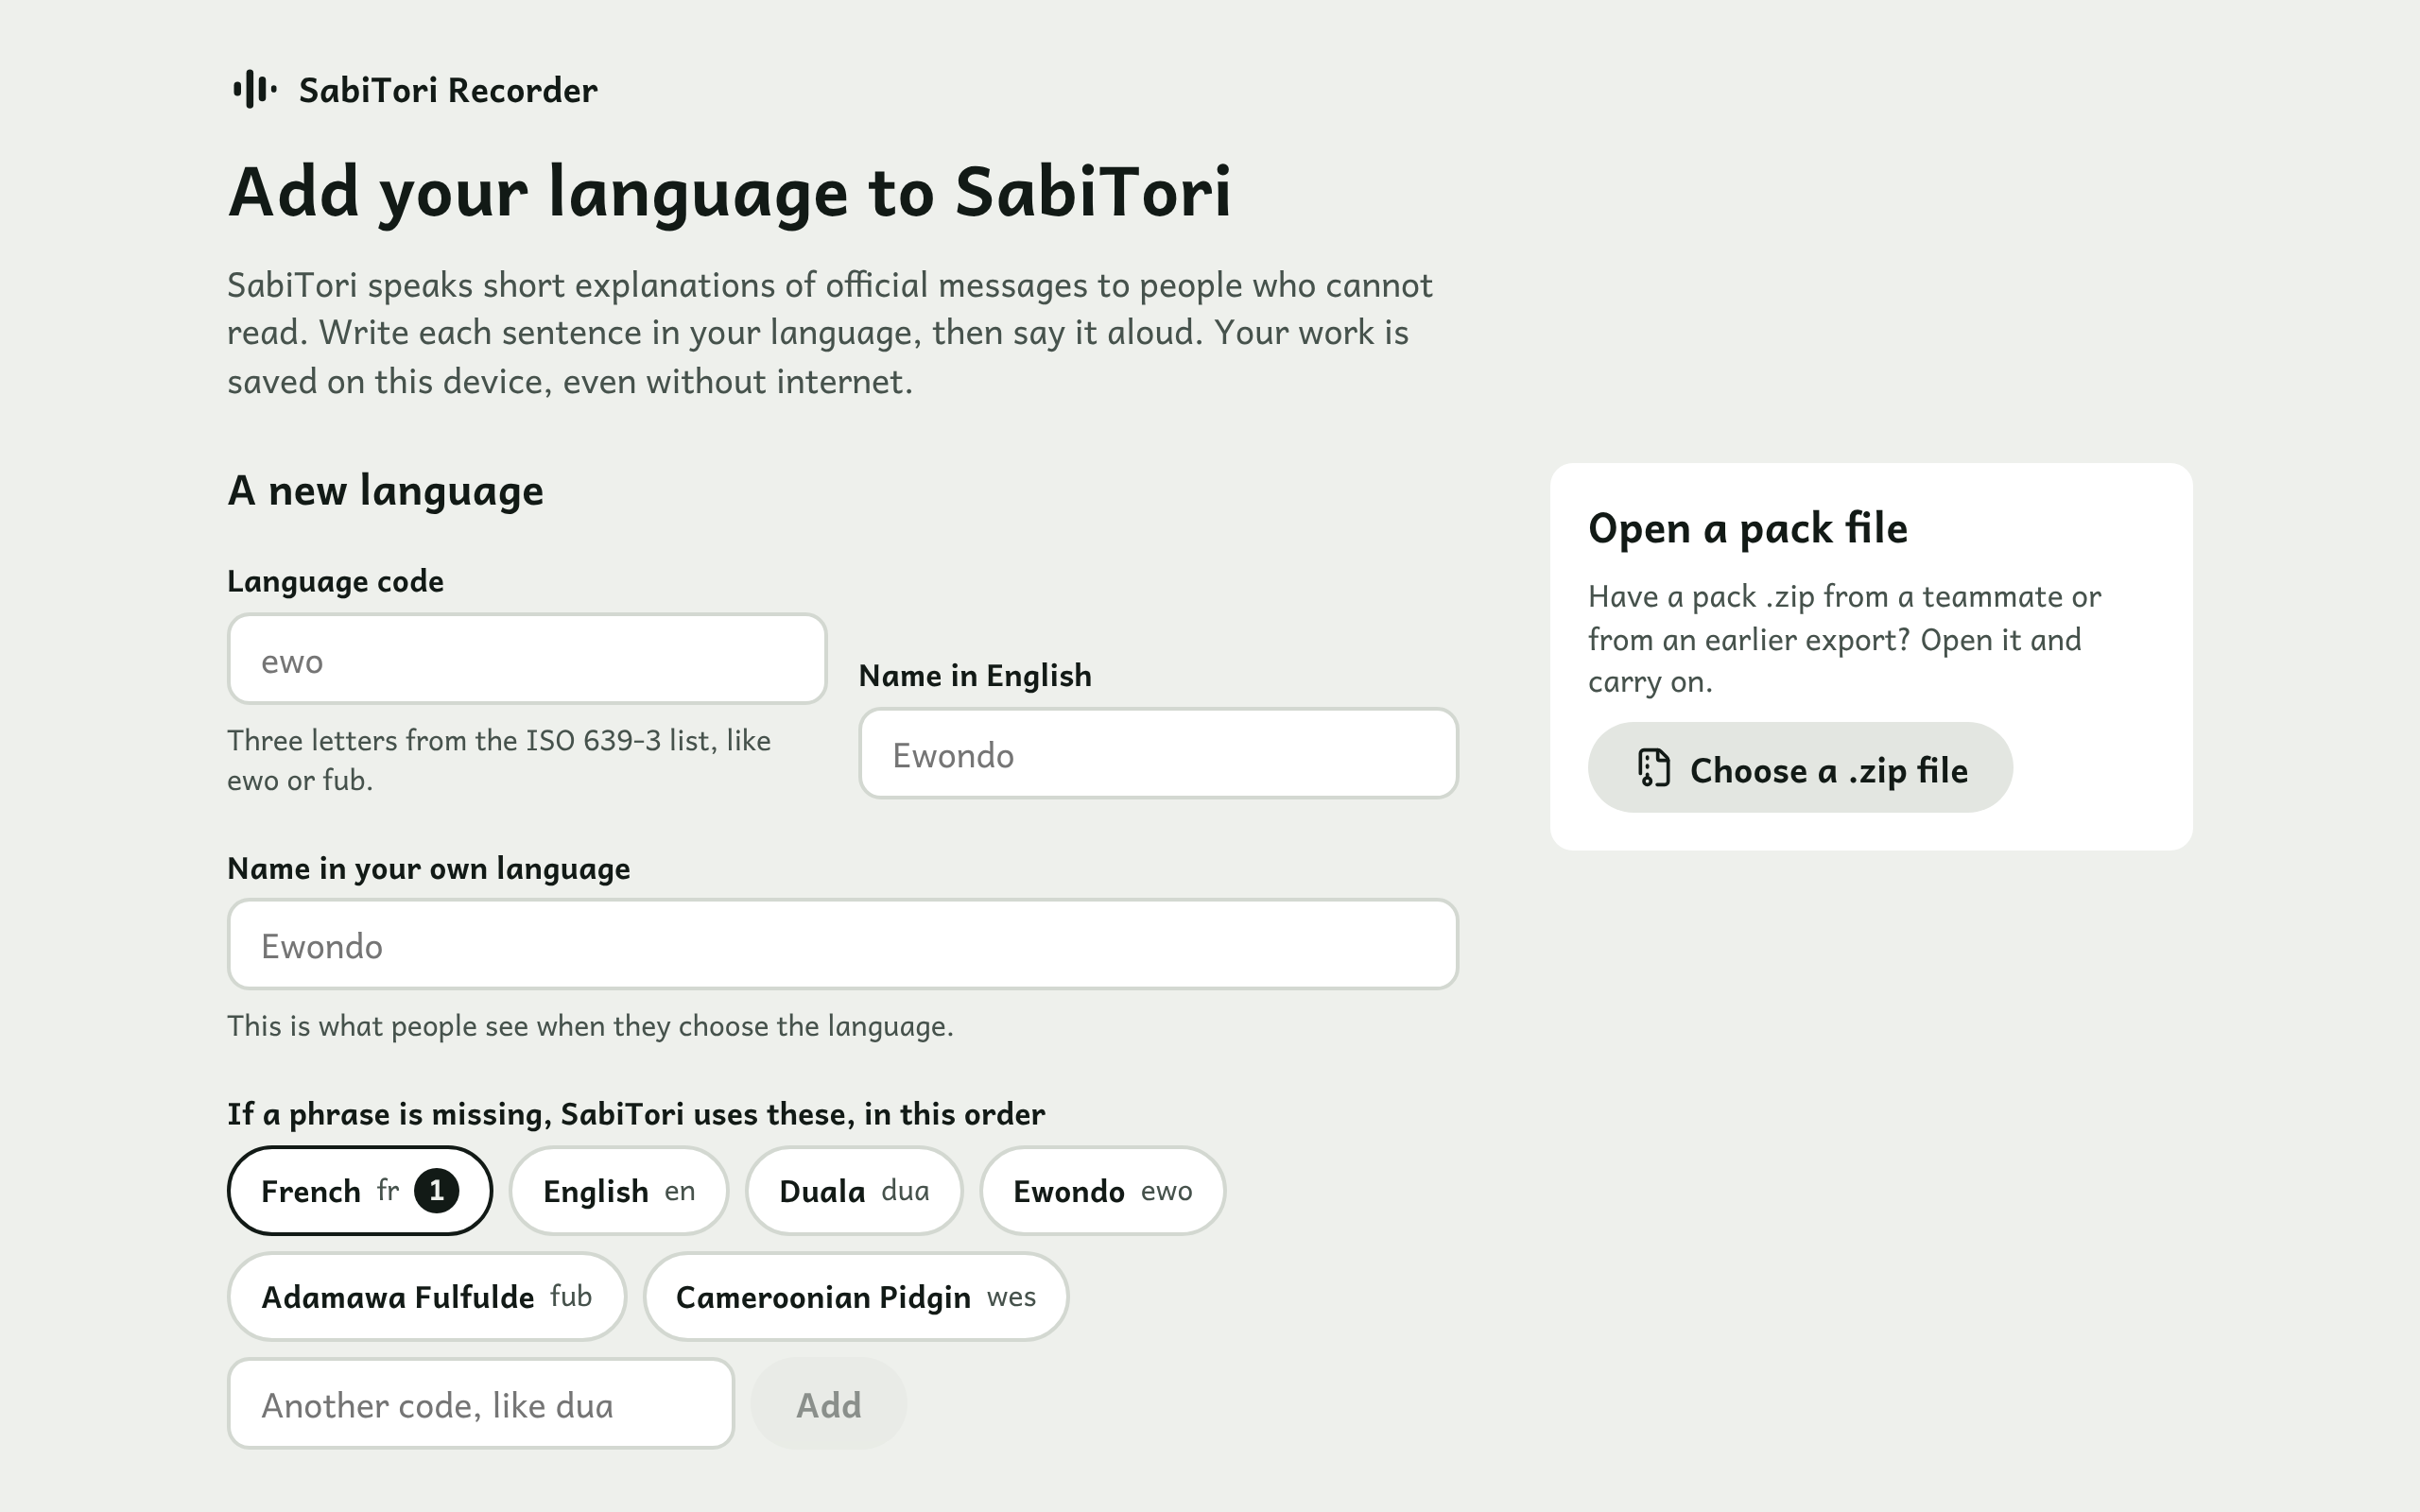 SabiTori Recorder
Add your language to SabiTori
SabiTori speaks short explanations of official messages to people who cannot
read. Write each sentence in your language, then say it aloud. Your work is
saved on this device, even without internet.
A new language
Language code
ewo
Three letters from the ISO 639-3 list, like
ewo or fub.
Name in English
Ewondo
Name in your own language
Ewondo
This is what people see when they choose the language.
If a phrase is missing, SabiTori uses these, in this order
French fr 1 English en Duala dua Ewondo ewo
Adamawa Fulfulde fub Cameroonian Pidgin wes
Another code, like dua Add
Open a pack file
Have a pack .zip from a teammate or
from an earlier export? Open it and
carry on.
Choose a .zip file